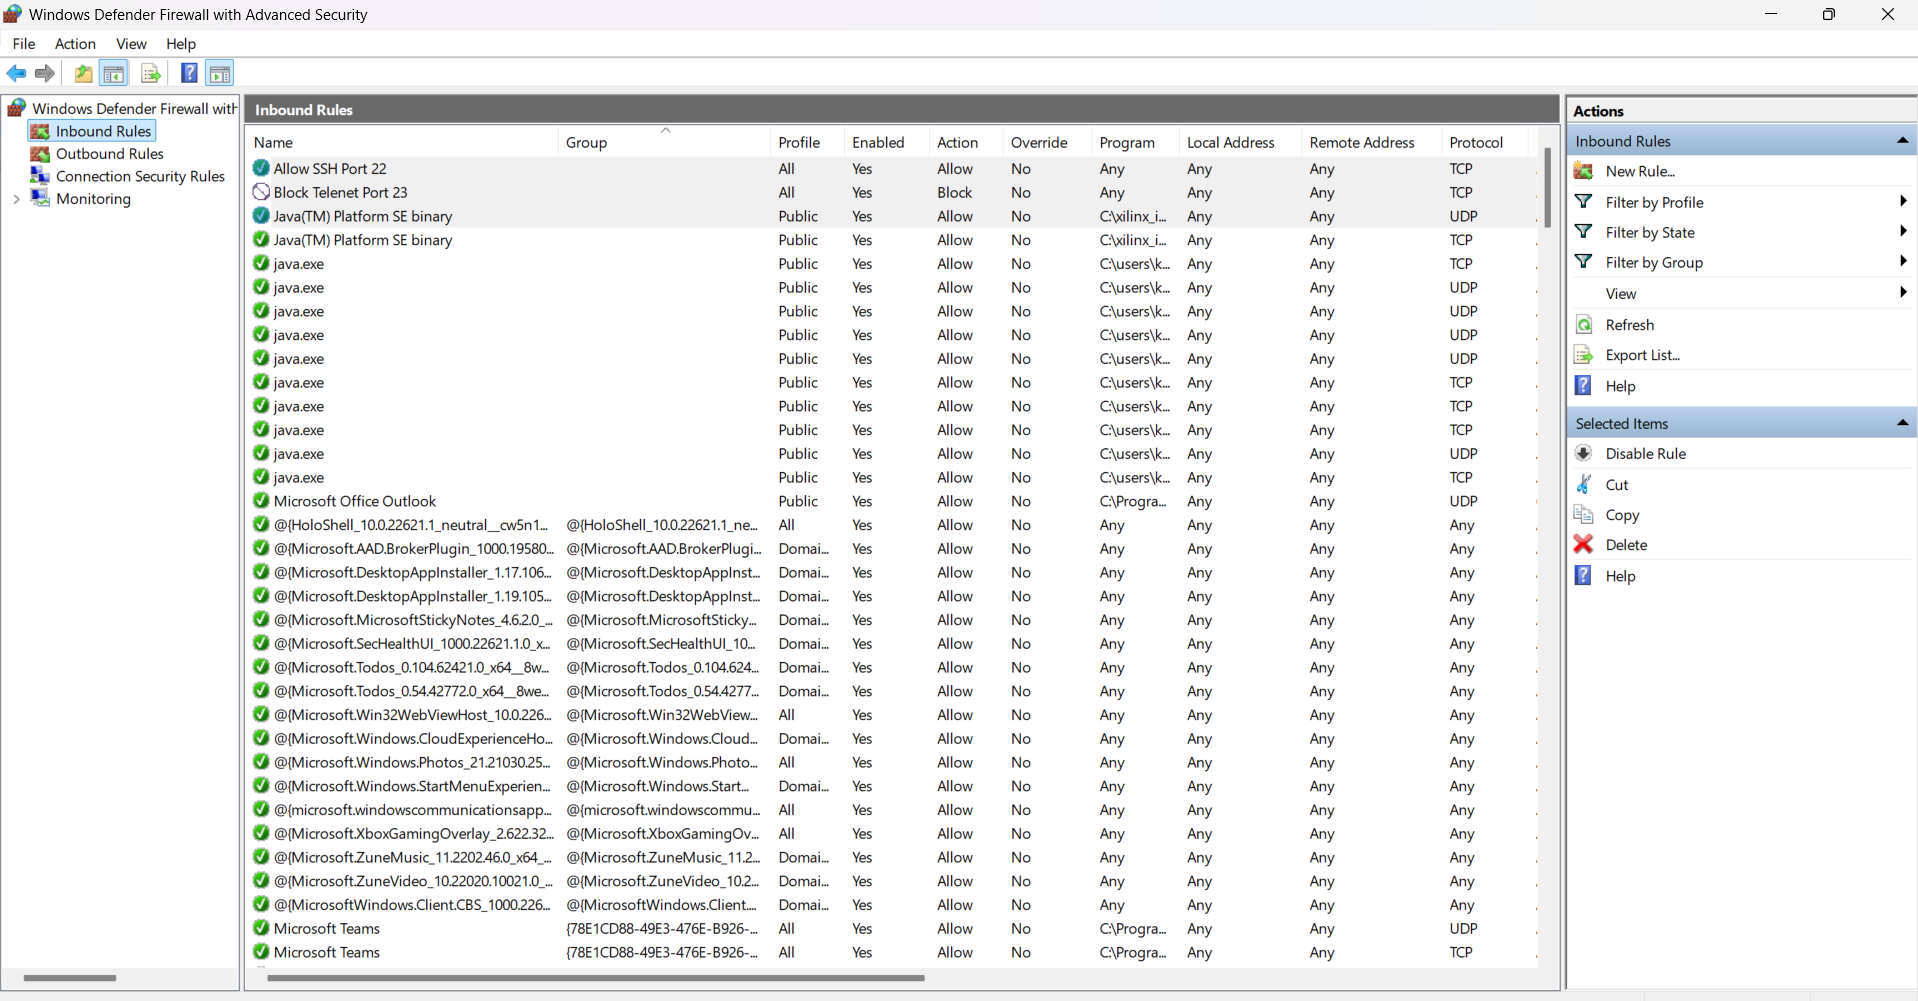 Windows Defender Firewall with Advanced Security
File Action View Help
Windows Defender Firewall with
Inbound Rules
Outbound Rules
Connection Security Rules
Monitoring
Inbound Rules
Name Group Profile Enabled Action Override Program Local Address Remote Address Protocol
Allow SSH Port 22 All Yes Allow No Any Any Any TCP
Block Telenet Port 23 All Yes Block No Any Any Any TCP
Java(TM) Platform SE binary Public Yes Allow No C:\xilinx_i... Any Any UDP
Java(TM) Platform SE binary Public Yes Allow No C:\xilinx_i... Any Any TCP
java.exe Public Yes Allow No C:\users\k... Any Any TCP
java.exe Public Yes Allow No C:\users\k... Any Any UDP
java.exe Public Yes Allow No C:\users\k... Any Any UDP
java.exe Public Yes Allow No C:\users\k... Any Any UDP
java.exe Public Yes Allow No C:\users\k... Any Any UDP
java.exe Public Yes Allow No C:\users\k... Any Any TCP
java.exe Public Yes Allow No C:\users\k... Any Any TCP
java.exe Public Yes Allow No C:\users\k... Any Any TCP
java.exe Public Yes Allow No C:\users\k... Any Any UDP
java.exe Public Yes Allow No C:\users\k... Any Any TCP
Microsoft Office Outlook Public Yes Allow No C:\Progra... Any Any UDP
@{HoloShell_10.0.22621.1_neutral__cw5n1... @{HoloShell_10.0.22621.1_ne... All Yes Allow No Any Any Any Any
@{Microsoft.AAD.BrokerPlugin_1000.19580... @{Microsoft.AAD.BrokerPlugi... Domai... Yes Allow No Any Any Any Any
@{Microsoft.DesktopAppInstaller_1.17.106... @{Microsoft.DesktopAppInst... Domai... Yes Allow No Any Any Any Any
@{Microsoft.DesktopAppInstaller_1.19.105... @{Microsoft.DesktopAppInst... Domai... Yes Allow No Any Any Any Any
@{Microsoft.MicrosoftStickyNotes_4.6.2.0_... @{Microsoft.MicrosoftSticky... Domai... Yes Allow No Any Any Any Any
@{Microsoft.SecHealthUI_1000.22621.1.0_x... @{Microsoft.SecHealthUI_10... Domai... Yes Allow No Any Any Any Any
@{Microsoft.Todos_0.104.62421.0_x64__8w... @{Microsoft.Todos_0.104.624... Domai... Yes Allow No Any Any Any Any
@{Microsoft.Todos_0.54.42772.0_x64__8we... @{Microsoft.Todos_0.54.4277... Domai... Yes Allow No Any Any Any Any
@{Microsoft.Win32WebViewHost_10.0.226... @{Microsoft.Win32WebView... All Yes Allow No Any Any Any Any
@{Microsoft.Windows.CloudExperienceHo... @{Microsoft.Windows.Cloud... Domai... Yes Allow No Any Any Any Any
@{Microsoft.Windows.Photos_21.21030.25... @{Microsoft.Windows.Photo... All Yes Allow No Any Any Any Any
@{Microsoft.Windows.StartMenuExperien... @{Microsoft.Windows.Start... Domai... Yes Allow No Any Any Any Any
@{microsoft.windowscommunicationsapp... @{microsoft.windowscommu... All Yes Allow No Any Any Any Any
@{Microsoft.XboxGamingOverlay_2.622.32... @{Microsoft.XboxGamingOv... All Yes Allow No Any Any Any Any
@{Microsoft.ZuneMusic_11.2202.46.0_x64_... @{Microsoft.ZuneMusic_11.2... Domai... Yes Allow No Any Any Any Any
@{Microsoft.ZuneVideo_10.22020.10021.0_... @{Microsoft.ZuneVideo_10.2... Domai... Yes Allow No Any Any Any Any
@{MicrosoftWindows.Client.CBS_1000.226... @{MicrosoftWindows.Client.... Domai... Yes Allow No Any Any Any Any
Microsoft Teams {78E1CD88-49E3-476E-B926-... All Yes Allow No C:\Progra... Any Any UDP
Microsoft Teams {78E1CD88-49E3-476E-B926-... All Yes Allow No C:\Progra... Any Any TCP
Actions
Inbound Rules
New Rule...
Filter by Profile
Filter by State
Filter by Group
View
Refresh
Export List...
Help
Selected Items
Disable Rule
Cut
Copy
Delete
Help